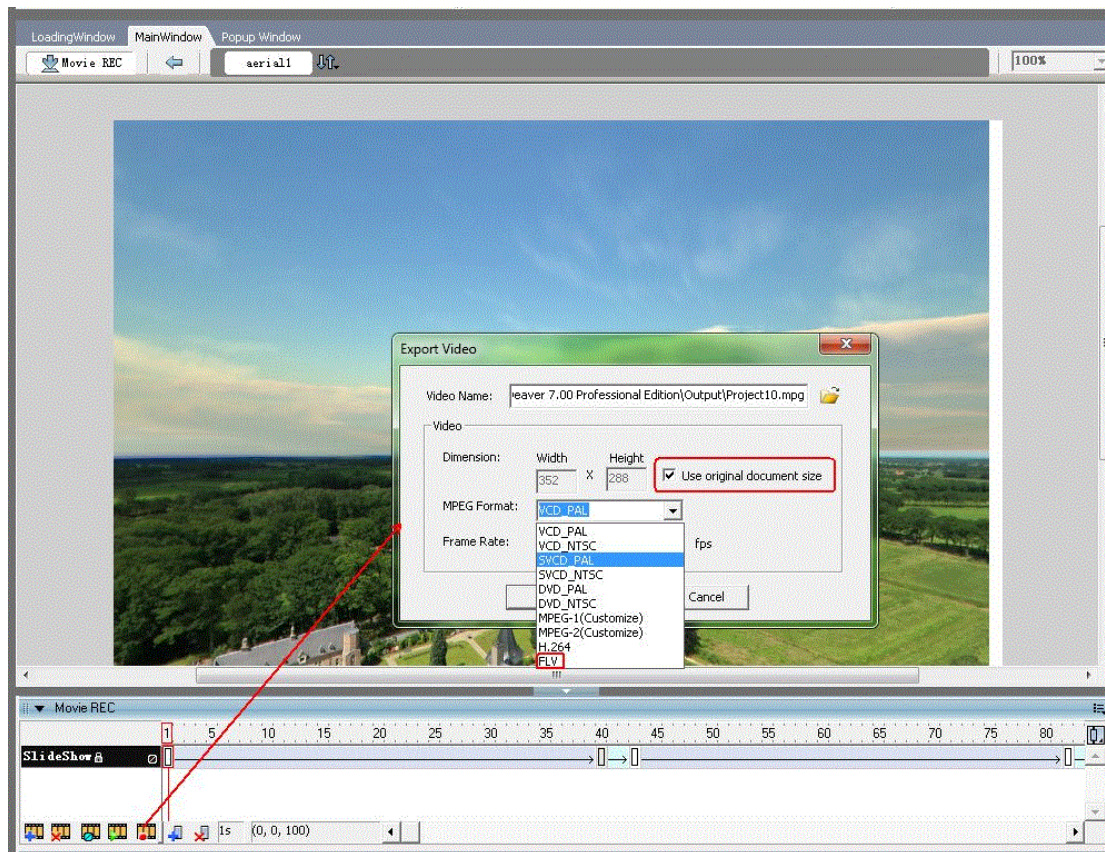 LoadingWindow MainWindow Popup Window
Movie REC aerial1 100%
Export Video
Video Name: eaver 7.00 Professional Edition\Output\Project10.mpg
Video
Dimension: Width Height
352 X 288 Use original document size
MPEG Format: VCD_PAL
VCD_PAL
VCD_NTSC
Frame Rate: fps
SVCD_PAL
SVCD_NTSC
DVD_PAL
DVD_NTSC
Cancel
MPEG-1(Customize)
MPEG-2(Customize)
H.264
FLV
Movie REC
1 5 10 15 20 25 30 35 40 45 50 55 60 65 70 75 80
SlideShow
1s (0, 0, 100)